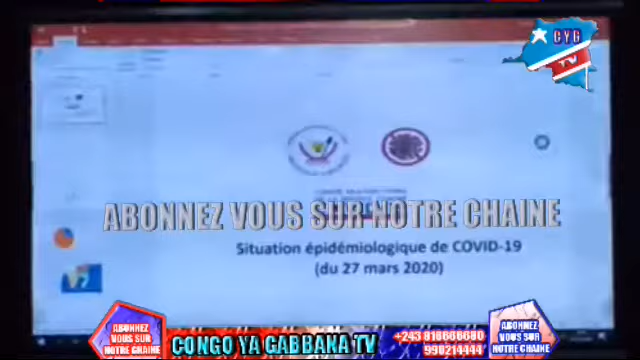 CYG
TV
ABONNEZ VOUS SUR NOTRE CHAINE
Situation épidémiologique de COVID-19
(du 27 mars 2020)
ABONNEZ
VOUS SUR
NOTRE CHAINE
CONGO YA GABBANA TV
+243 816666680
990214444
ABONNEZ
VOUS SUR
NOTRE CHAINE